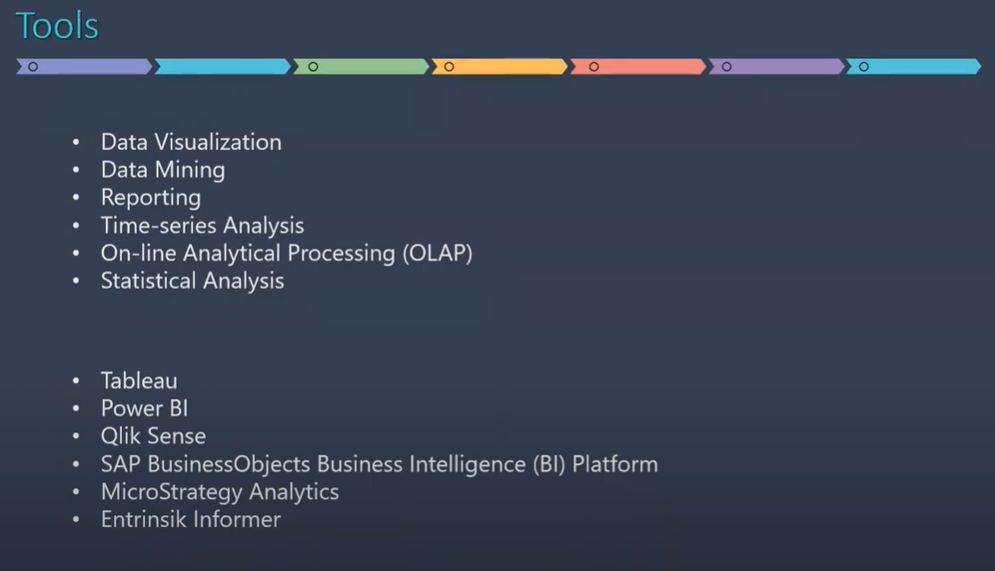 Tools
• Data Visualization
• Data Mining
• Reporting
• Time-series Analysis
• On-line Analytical Processing (OLAP)
• Statistical Analysis
• Tableau
• Power BI
• Qlik Sense
• SAP BusinessObjects Business Intelligence (BI) Platform
• MicroStrategy Analytics
• Entrinsik Informer